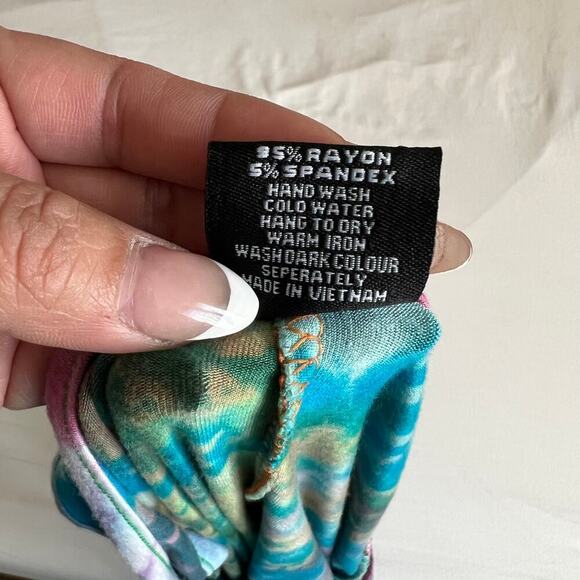 95% RAYON
5% SPANDEX
HAND WASH
COLD WATER
HANG TO DRY
WARM IRON
WASH DARK COLOUR
SEPERATELY
MADE IN VIETNAM